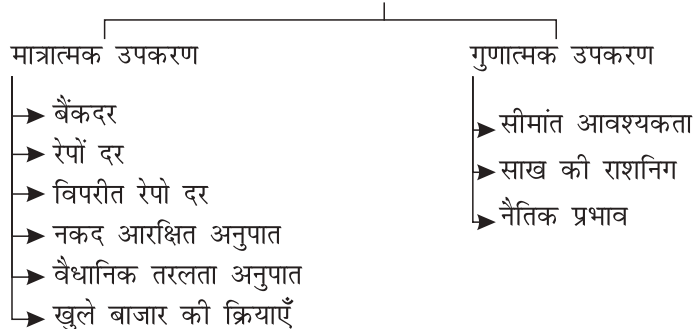 मात्रात्मक उपकरण
बैंकदर
रेपों दर
विपरीत रेपो दर
नकद आरक्षित अनुपात
वैधानिक तरलता अनुपात
खुले बाजार की क्रियाएँ
गुणात्मक उपकरण
सीमांत आवश्यकता
साख की राशनिग
नैतिक प्रभाव